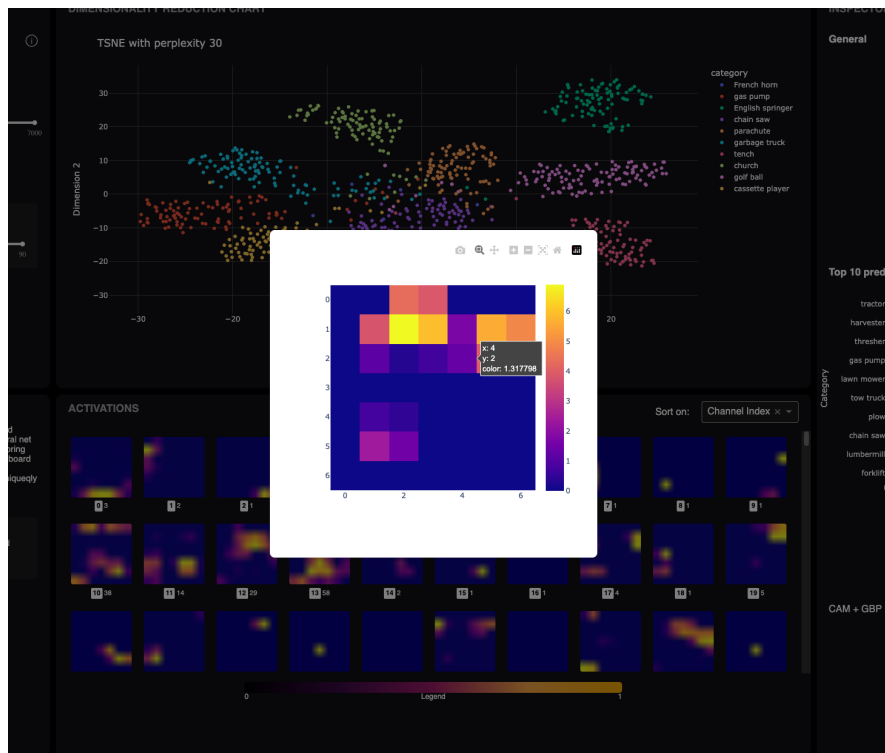 DIMENSIONALITY REDUCTION CHART
INSPECTO
TSNE with perplexity 30
General
category
French horn
gas pump
English springer
chain saw
parachute
garbage truck
tench
church
golf ball
cassette player
7000
90
Dimension 2
30
20
10
0
−10
−20
−30
−30
−20
20
0
1
2
3
4
5
6
0
2
4
6
6
5
4
3
2
1
0
x: 4
y: 2
color: 1.317798
Top 10 pred
tractor
harvester
thresher
gas pump
lawn mower
tow truck
plow
chain saw
lumbermill
forklift
Category
ACTIVATIONS
Sort on:
Channel Index × 
d
ral net
oring
board
iqueqly
0 3
1 2
2 1
7 1
8 1
9 1
10 38
11 14
12 29
13 58
14 2
15 1
16 1
17 4
18 1
19 5
CAM + GBP
0
Legend
1